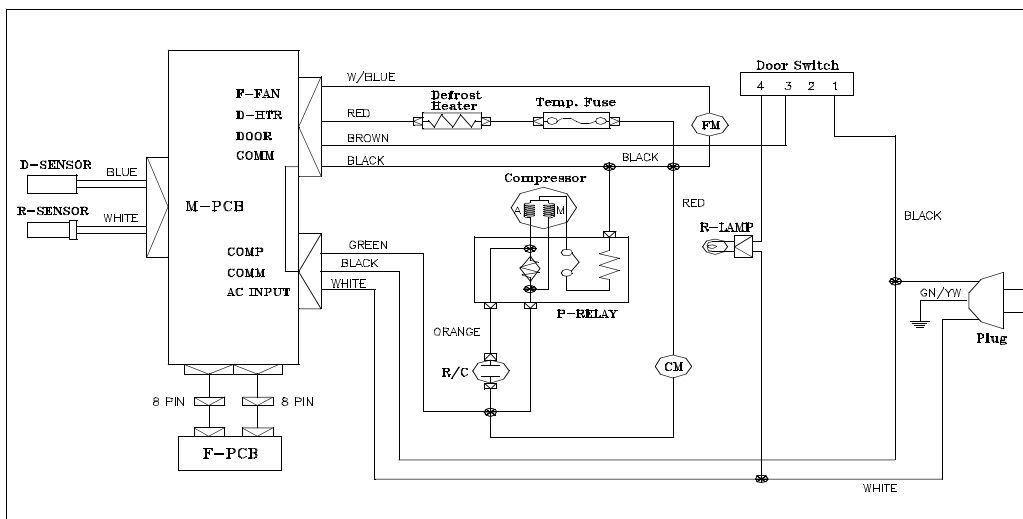 W/BLUE
Door Switch
4 3 2 1
F-FAN
Defrost
Heater
Temp. Fuse
D-HTR
RED
FM
DOOR
BROWN
COMM
BLACK
BLACK
D-SENSOR
BLUE
Compressor
A M
RED
R-SENSOR
WHITE
M-PCB
R-LAMP
BLACK
COMP
GREEN
COMM
BLACK
AC INPUT
WHITE
GN/YW
P-RELAY
Plug
ORANGE
R/C
CM
8 PIN
8 PIN
F-PCB
WHITE